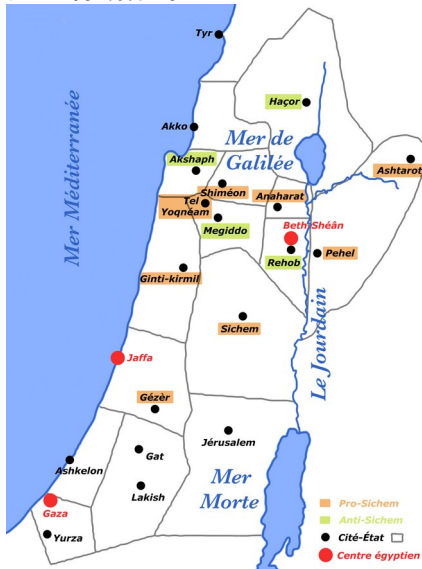 Tyr
Mer Méditerranée
Haçor
Akko
Mer de
Galilée
Akshaph
Ashtarot
Shiméon
Tel
Yoqnéam
Anaharat
Megiddo
Beth Shéân
Rehob
Pehel
Ginti-kirmil
Sichem
Le Jourdain
Jaffa
Gézèr
Jérusalem
Gat
Ashkelon
Lakish
Mer
Morte
Gaza
Yurza
Pro-Sichem
Anti-Sichem
Cité-État
Centre égyptien